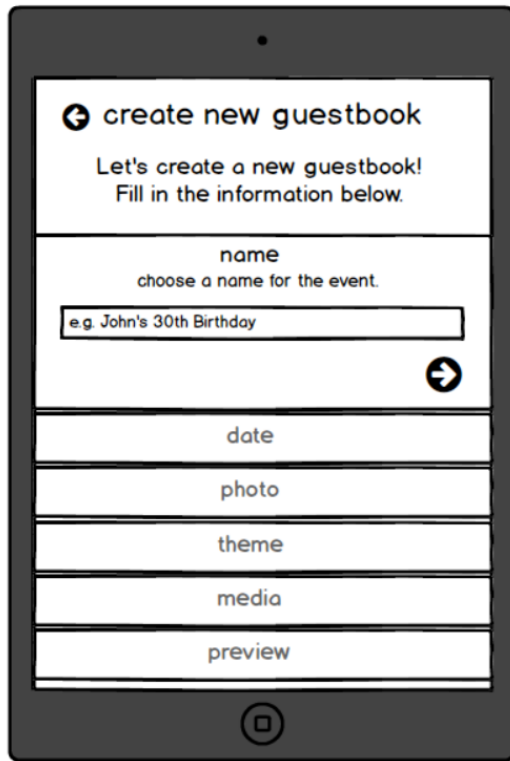 create new guestbook
Let's create a new guestbook!
Fill in the information below.
name
choose a name for the event.
e.g. John's 30th Birthday
date
photo
theme
media
preview